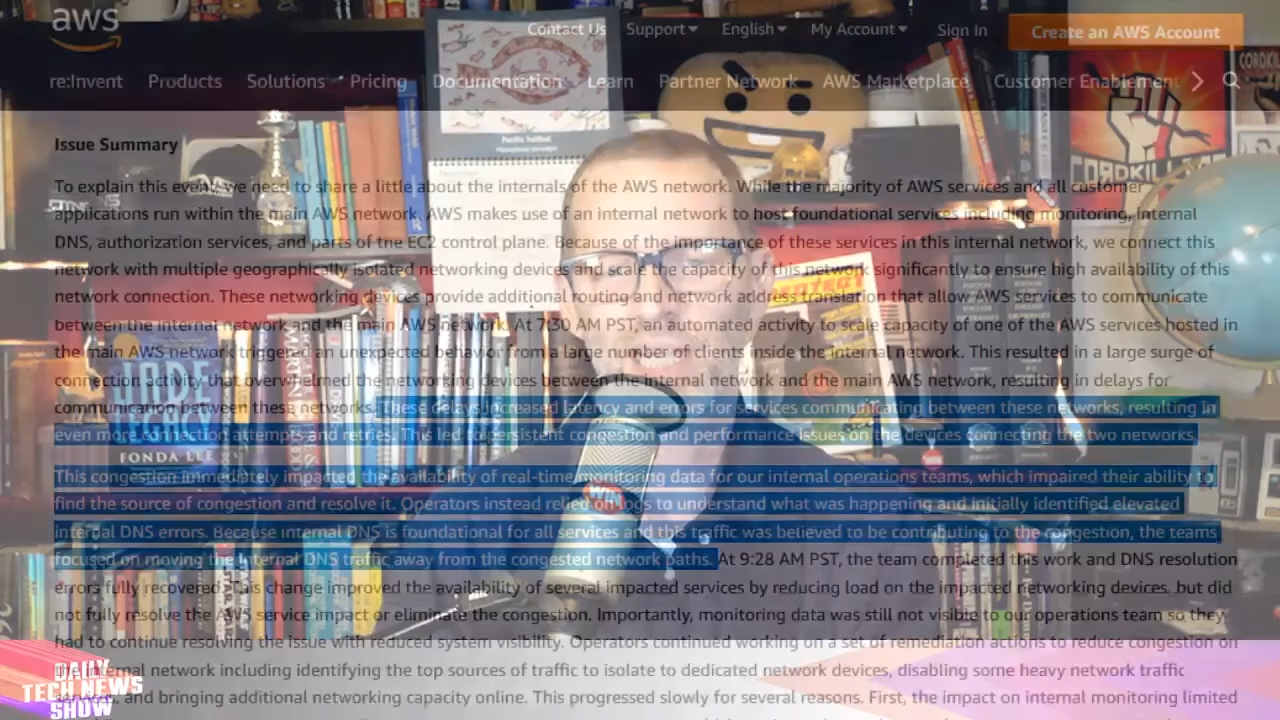 aws
Contact Us Support English My Account Sign In Create an AWS Account
re:Invent Products Solutions Pricing Documentation Learn Partner Network AWS Marketplace Customer Enablement
Issue Summary
To explain this event, we need to share a little about the internals of the AWS network. While the majority of AWS services and all customer
applications run within the main AWS network, AWS makes use of an internal network to host foundational services including monitoring, internal
DNS, authorization services, and parts of the EC2 control plane. Because of the importance of these services in this internal network, we connect this
network with multiple geographically isolated networking devices and scale the capacity of this network significantly to ensure high availability of this
network connection. These networking devices provide additional routing and network address translation that allow AWS services to communicate
between the internal network and the main AWS network. At 7:30 AM PST, an automated activity to scale capacity of one of the AWS services hosted in
the main AWS network triggered an unexpected behavior from a large number of clients inside the internal network. This resulted in a large surge of
connection activity that overwhelmed the networking devices between the internal network and the main AWS network, resulting in delays for
communication between these networks. These delays increased latency and errors for services communicating between these networks, resulting in
even more connection attempts and retries. This led to persistent congestion and performance issues on the devices connecting the two networks.
This congestion immediately impacted the availability of real-time monitoring data for our internal operations teams, which impaired their ability to
find the source of congestion and resolve it. Operators instead relied on logs to understand what was happening and initially identified elevated
internal DNS errors. Because internal DNS is foundational for all services and this traffic was believed to be contributing to the congestion, the teams
focused on moving the internal DNS traffic away from the congested network paths. At 9:28 AM PST, the team completed this work and DNS resolution
errors fully recovered. This change improved the availability of several impacted services by reducing load on the impacted networking devices, but did
not fully resolve the AWS service impact or eliminate the congestion. Importantly, monitoring data was still not visible to our operations team so they
had to continue resolving the issue with reduced system visibility. Operators continued working on a set of remediation actions to reduce congestion on
internal network including identifying the top sources of traffic to isolate to dedicated network devices, disabling some heavy network traffic
and bringing additional networking capacity online. This progressed slowly for several reasons. First, the impact on internal monitoring limited
Pacific Halibut
CORDKILLERS
PROTECT
JADE
LEGACY
FONDA LEE
DAILY
TECH NEWS
SHOW